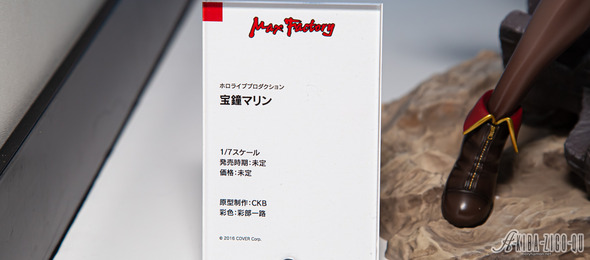 Max Factory
ホロライブプロダクション
宝鐘マリン
1/7スケール
発売時期：未定
価格：未定
原型制作：CKB
彩色：彩部一路
© 2016 COVER Corp.
AKIBA-ZIGO-QU